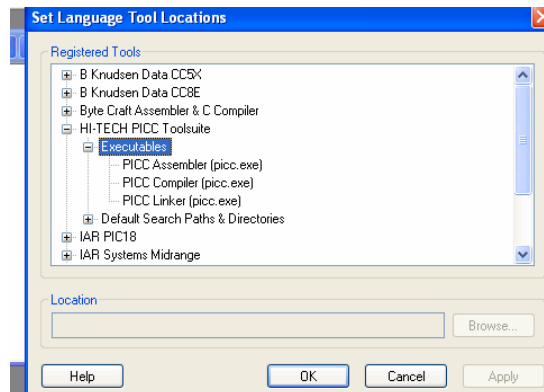 Set Language Tool Locations
Registered Tools
B Knudsen Data CC5X
B Knudsen Data CC8E
Byte Craft Assembler & C Compiler
HI-TECH PICC Toolsuite
Executables
PICC Assembler (picc.exe)
PICC Compiler (picc.exe)
PICC Linker (picc.exe)
Default Search Paths & Directories
IAR PIC18
IAR Systems Midrange
Location
Browse...
Help
OK
Cancel
Apply